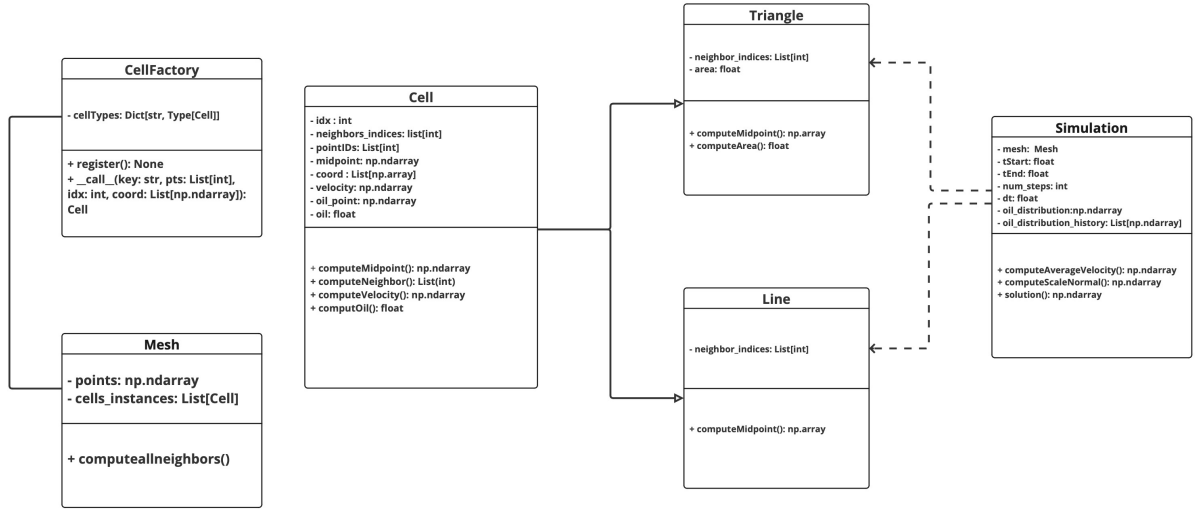 CellFactory
- cellTypes: Dict[str, Type[Cell]]
+ register(): None
+ __call__(key: str, pts: List[int],
idx: int, coord: List[np.ndarray]):
Cell
Mesh
- points: np.ndarray
- cells_instances: List[Cell]
+ computeallneighbors()
Cell
- idx : int
- neighbors_indices: list[int]
- pointIDs: List[int]
- midpoint: np.ndarray
- coord : List[np.array]
- velocity: np.ndarray
- oil_point: np.ndarray
- oil: float
+ computeMidpoint(): np.ndarray
+ computeNeighbor(): List(int)
+ computeVelocity(): np.ndarray
+ computOil(): float
Triangle
- neighbor_indices: List[int]
- area: float
+ computeMidpoint(): np.array
+ computeArea(): float
Line
- neighbor_indices: List[int]
+ computeMidpoint(): np.array
Simulation
- mesh:  Mesh
- tStart: float
- tEnd: float
- num_steps: int
- dt: float
- oil_distribution:np.ndarray
- oil_distribution_history: List[np.ndarray]
+ computeAverageVelocity(): np.ndarray
+ computeScaleNormal(): np.ndarray
+ solution(): np.ndarray